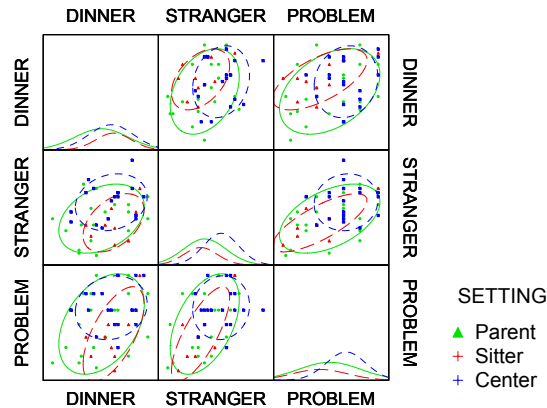 DINNER STRANGER PROBLEM
DINNER
DINNER
STRANGER
STRANGER
PROBLEM
PROBLEM
DINNER STRANGER PROBLEM
SETTING
Parent
Sitter
Center